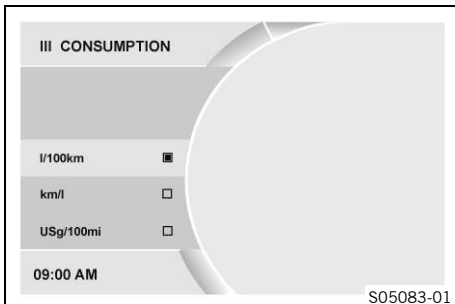 III CONSUMPTION
l/100km
km/l
USg/100mi
09:00 AM
S05083-01